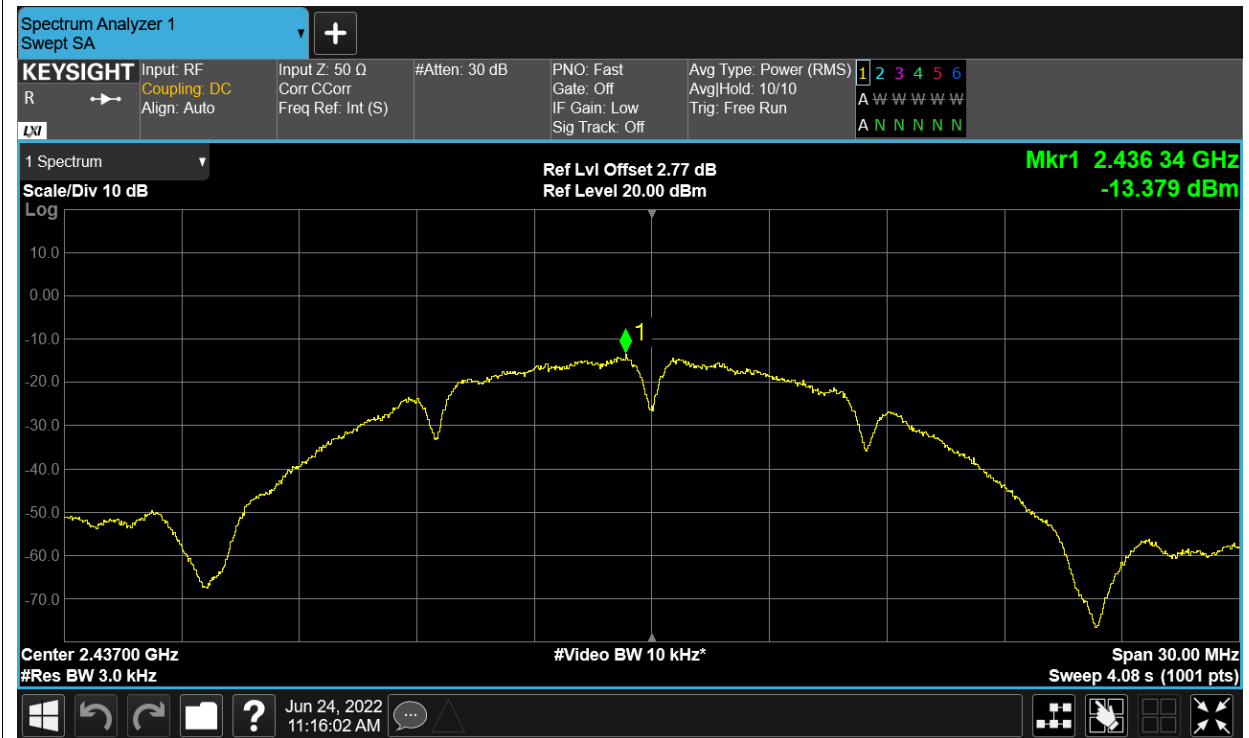 Spectrum Analyzer 1
Swept SA
KEYSIGHT
R
LXI
Input: RF
Coupling: DC
Align: Auto
Input Z: 50 Ω
Corr CCorr
Freq Ref: Int (S)
#Atten: 30 dB
PNO: Fast
Gate: Off
IF Gain: Low
Sig Track: Off
Avg Type: Power (RMS)
Avg|Hold: 10/10
Trig: Free Run
1 2 3 4 5 6
A W W W W W
A N N N N N
1 Spectrum
Scale/Div 10 dB
Log
Ref Lvl Offset 2.77 dB
Ref Level 20.00 dBm
Mkr1 2.436 34 GHz
-13.379 dBm
10.0
0.00
-10.0
-20.0
-30.0
-40.0
-50.0
-60.0
-70.0
1
Center 2.43700 GHz
#Res BW 3.0 kHz
#Video BW 10 kHz*
Span 30.00 MHz
Sweep 4.08 s (1001 pts)
?
Jun 24, 2022
11:16:02 AM